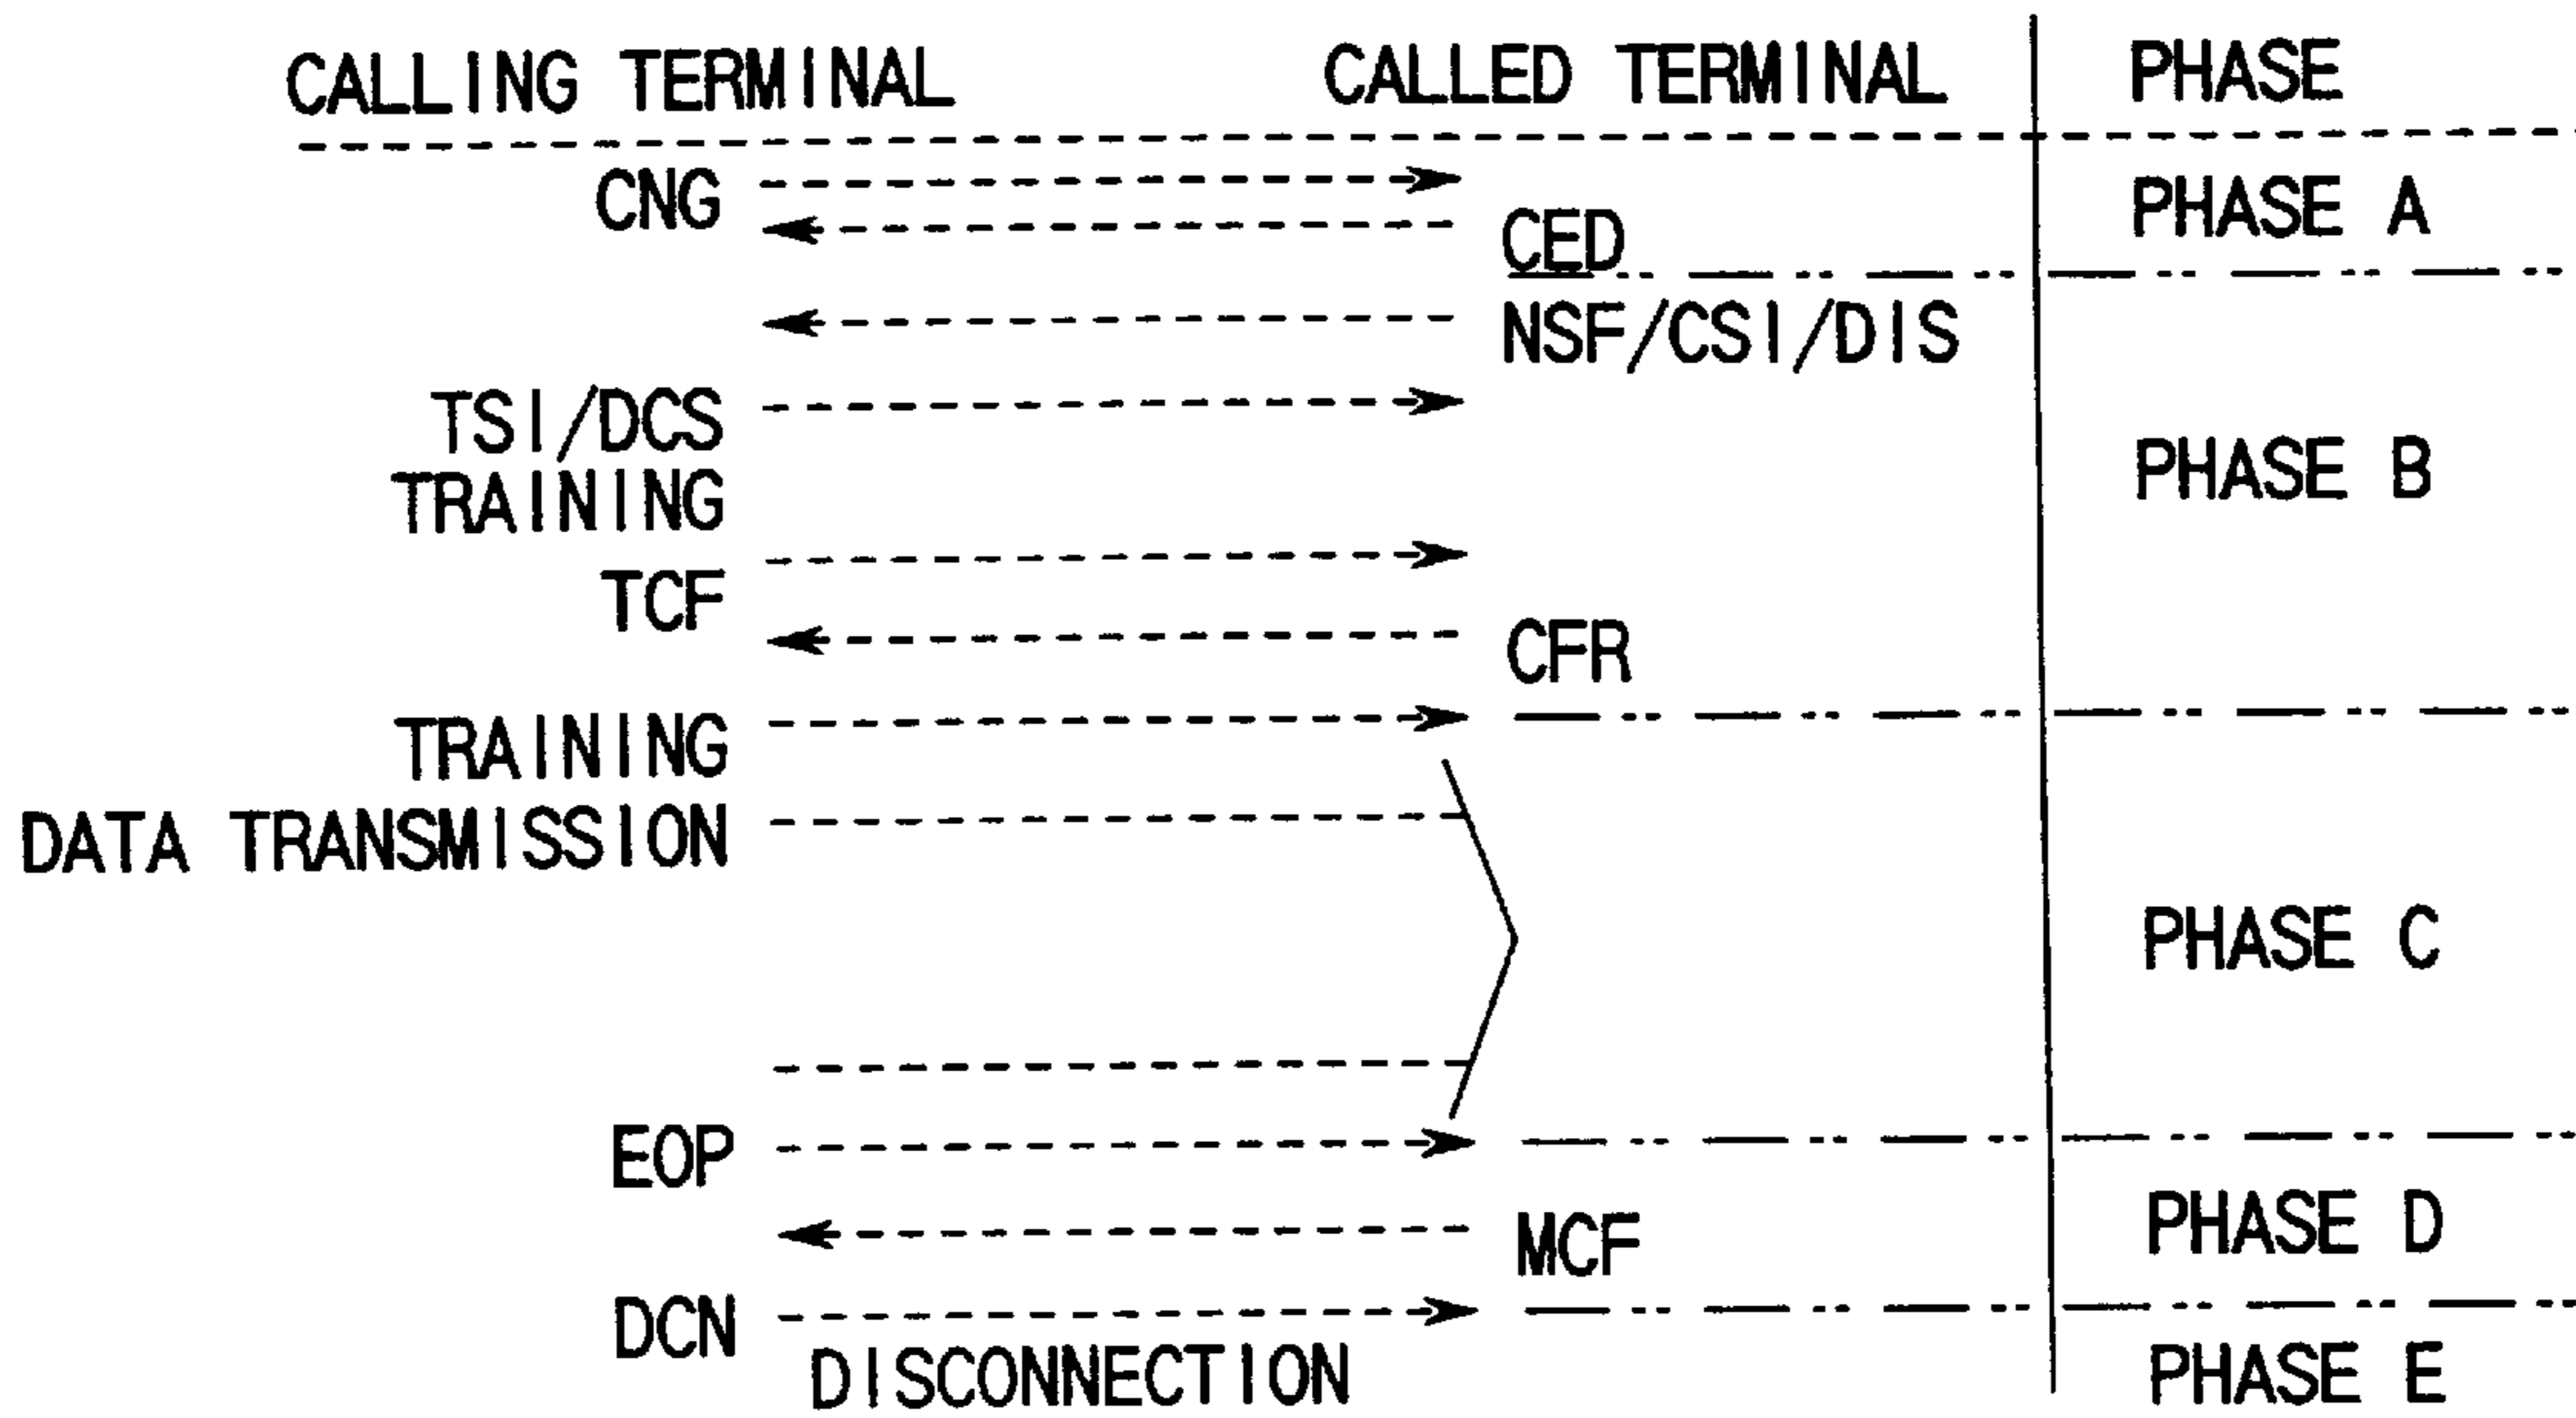 CALLING TERMINAL CALLED TERMINAL PHASE
CNG PHASE A
CED
NSF/CSI/DIS
TSI/DCS
TRAINING PHASE B
TCF
CFR
TRAINING
DATA TRANSMISSION
PHASE C
EOP
MCF PHASE D
DCN
DISCONNECTION PHASE E